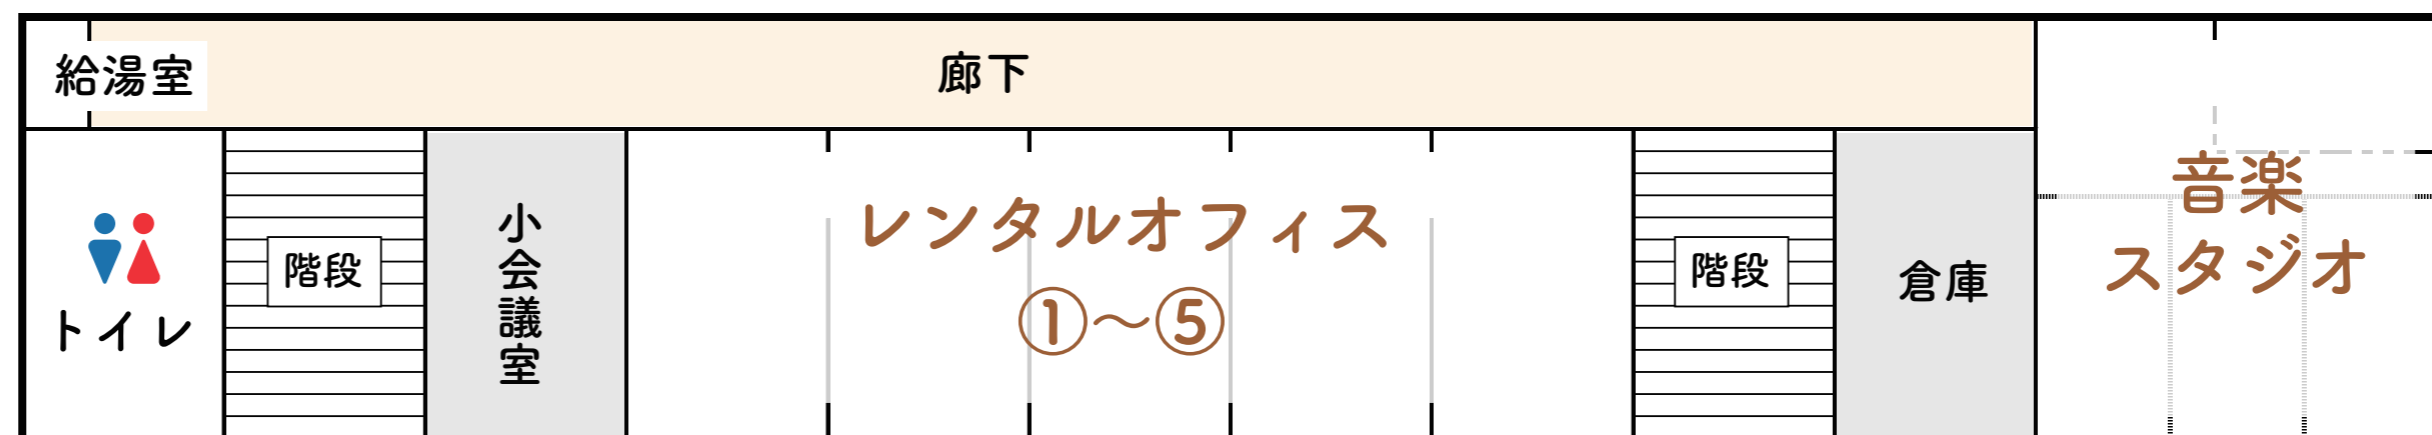 給湯室
廊下
トイレ
階段
小会議室
レンタルオフィス
①～⑤
階段
倉庫
音楽
スタジオ